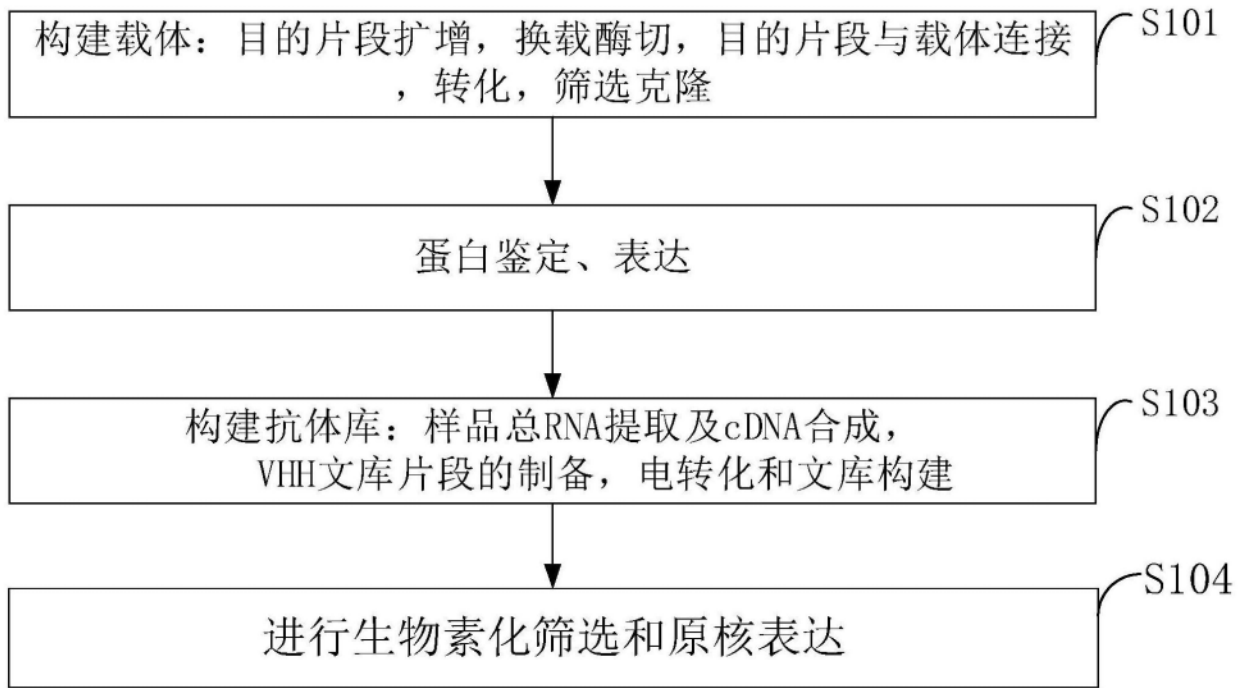 构建载体：目的片段扩增，换载酶切，目的片段与载体连接
，转化，筛选克隆
S101
蛋白鉴定、表达
S102
构建抗体库：样品总RNA提取及cDNA合成，
VHH文库片段的制备，电转化和文库构建
S103
进行生物素化筛选和原核表达
S104